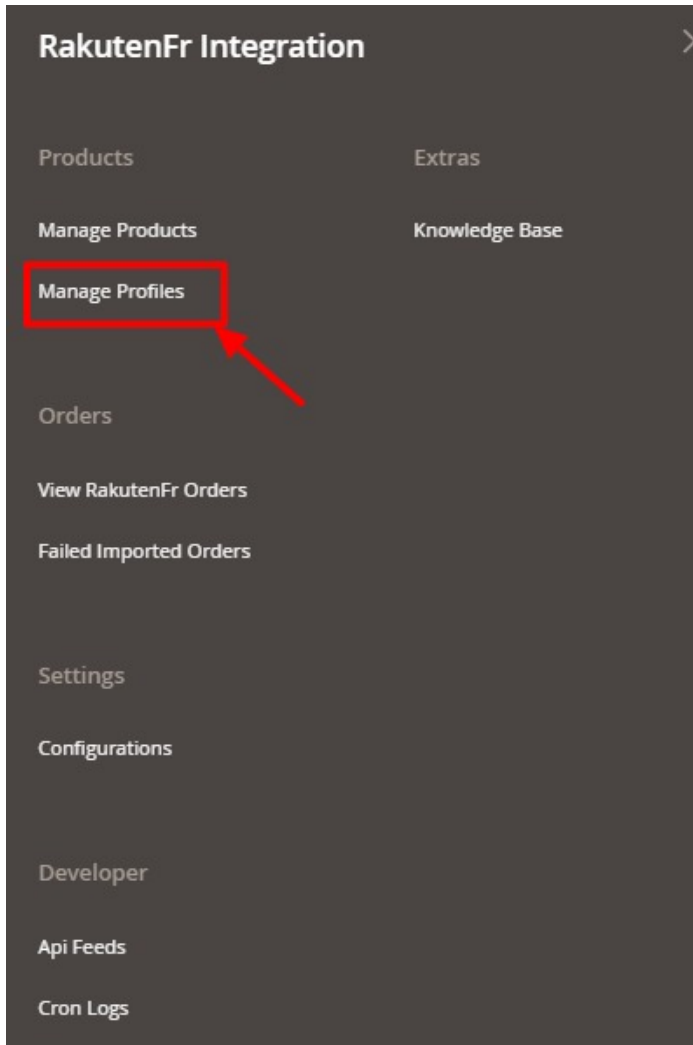 RakutenFr Integration
Products
Manage Products
Manage Profiles
Extras
Knowledge Base
Orders
View RakutenFr Orders
Failed Imported Orders
Settings
Configurations
Developer
Api Feeds
Cron Logs